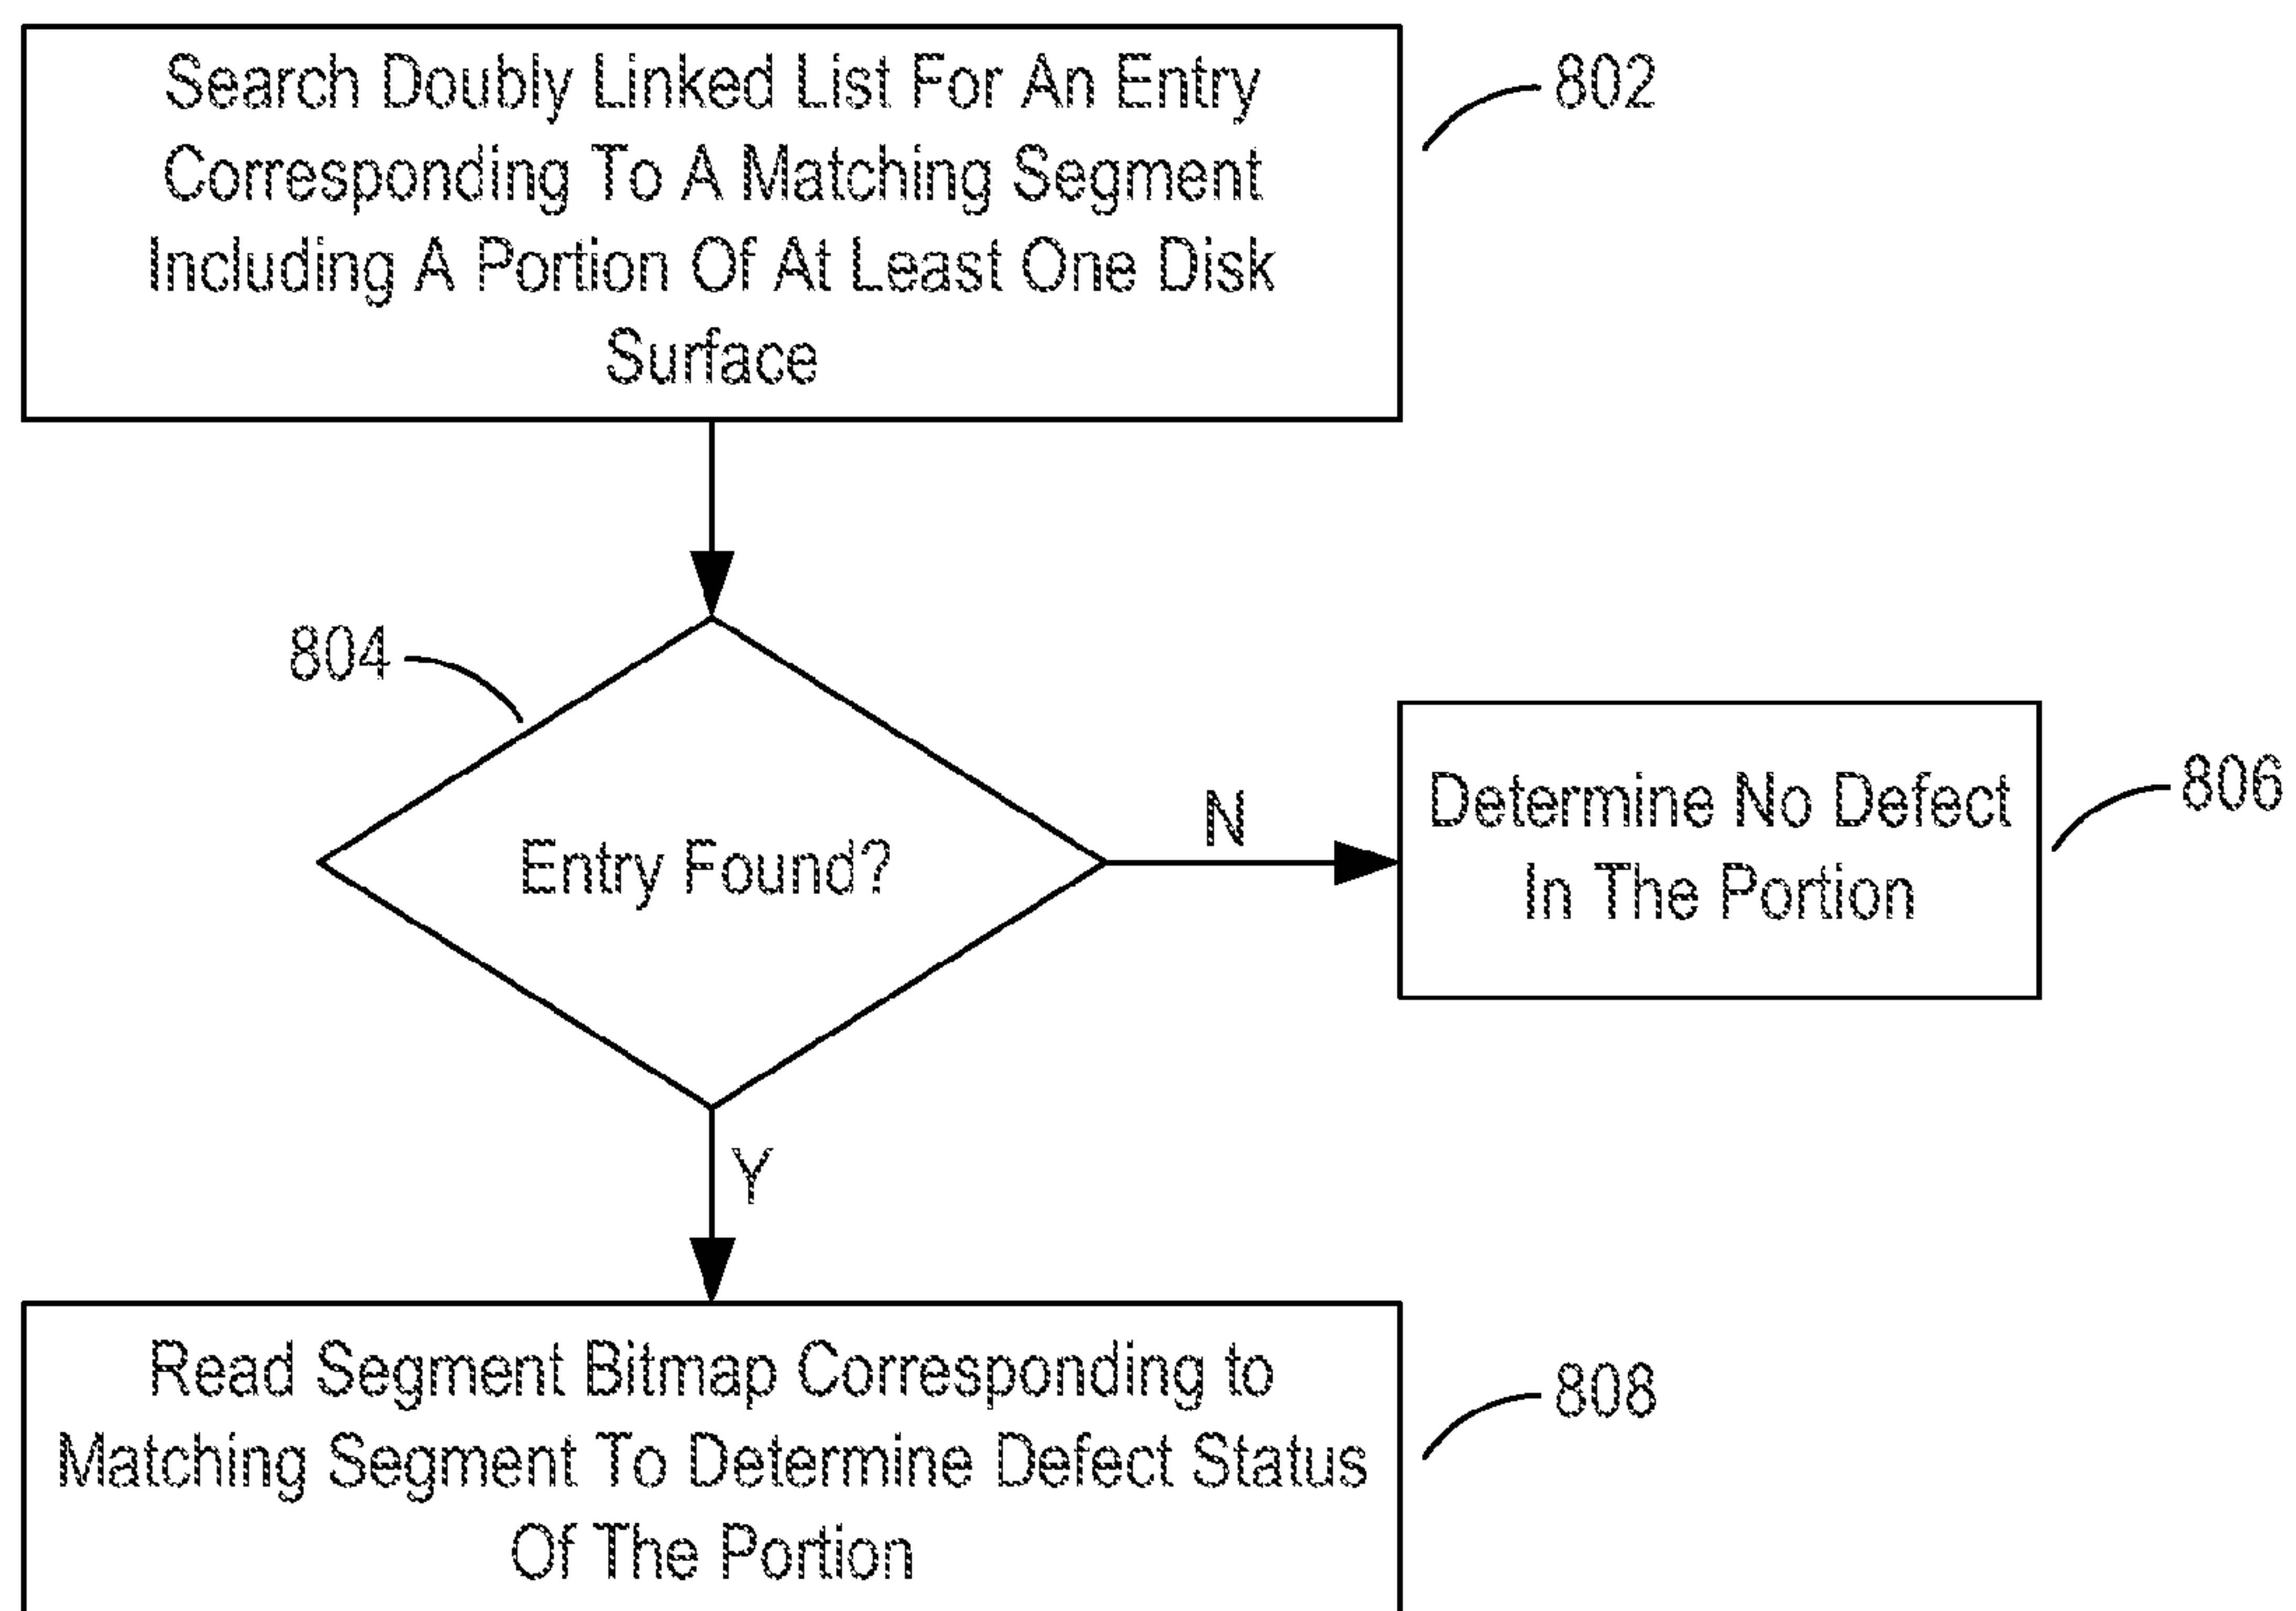 Search Doubly Linked List For An Entry
Corresponding To A Matching Segment
Including A Portion Of At Least One Disk
Surface
802
804
Entry Found?
N
Determine No Defect
In The Portion
806
Y
Read Segment Bitmap Corresponding to
Matching Segment To Determine Defect Status
Of The Portion
808